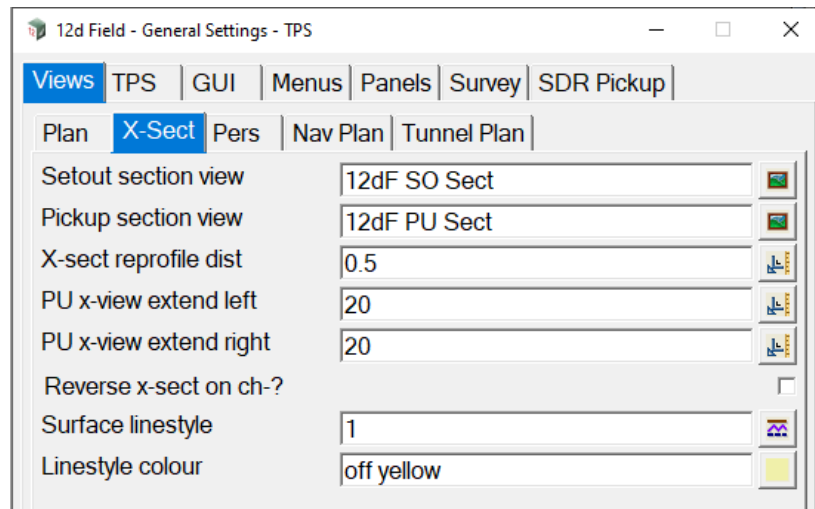 12d Field - General Settings - TPS
Views TPS GUI Menus Panels Survey SDR Pickup
Plan X-Sect Pers Nav Plan Tunnel Plan
Setout section view 12dF SO Sect
Pickup section view 12dF PU Sect
X-sect reprofile dist 0.5
PU x-view extend left 20
PU x-view extend right 20
Reverse x-sect on ch-?
Surface linestyle 1
Linestyle colour off yellow